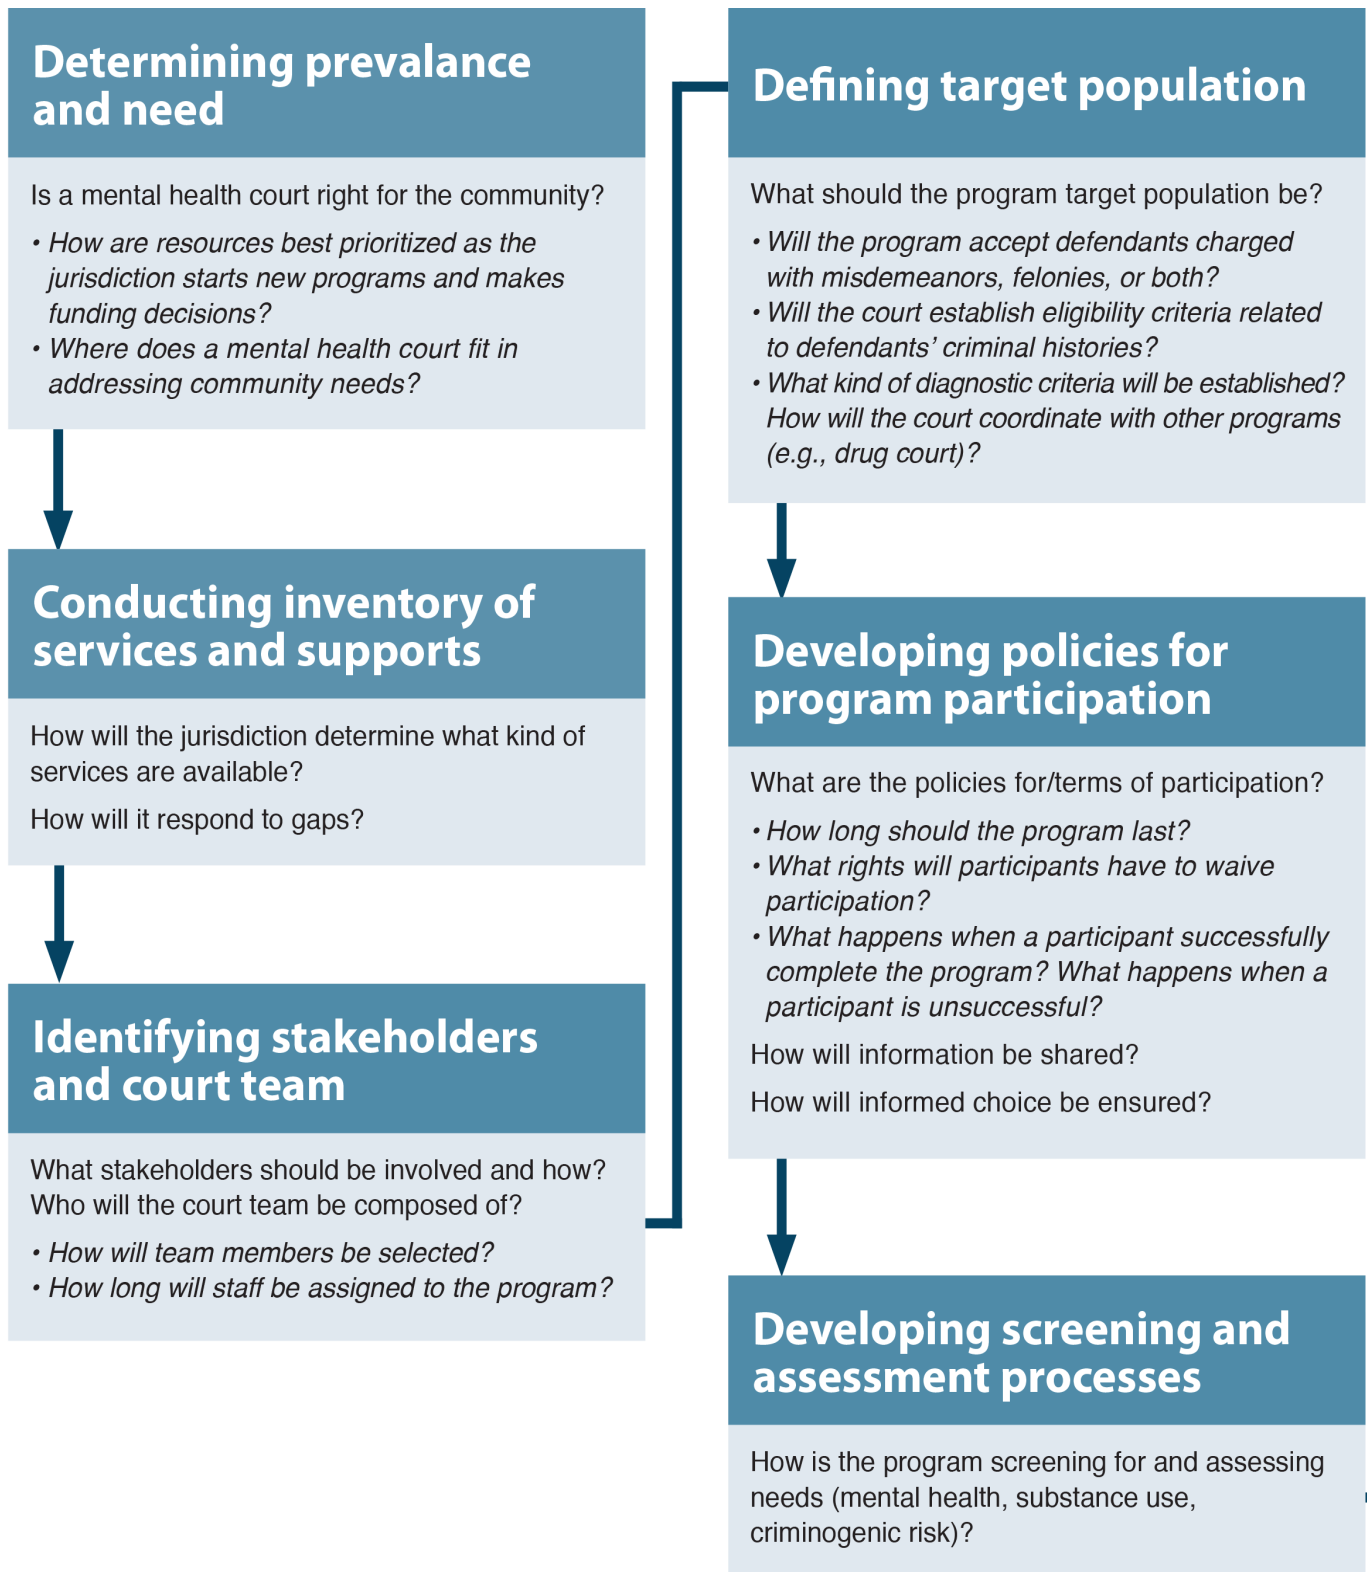 Determining prevalance
and need
Is a mental health court right for the community?
• How are resources best prioritized as the
jurisdiction starts new programs and makes
funding decisions?
• Where does a mental health court fit in
addressing community needs?
Conducting inventory of
services and supports
How will the jurisdiction determine what kind of
services are available?
How will it respond to gaps?
Identifying stakeholders
and court team
What stakeholders should be involved and how?
Who will the court team be composed of?
• How will team members be selected?
• How long will staff be assigned to the program?
Defining target population
What should the program target population be?
• Will the program accept defendants charged
with misdemeanors, felonies, or both?
• Will the court establish eligibility criteria related
to defendants’ criminal histories?
• What kind of diagnostic criteria will be established?
How will the court coordinate with other programs
(e.g., drug court)?
Developing policies for
program participation
What are the policies for/terms of participation?
• How long should the program last?
• What rights will participants have to waive
participation?
• What happens when a participant successfully
complete the program? What happens when a
participant is unsuccessful?
How will information be shared?
How will informed choice be ensured?
Developing screening and
assessment processes
How is the program screening for and assessing
needs (mental health, substance use,
criminogenic risk)?